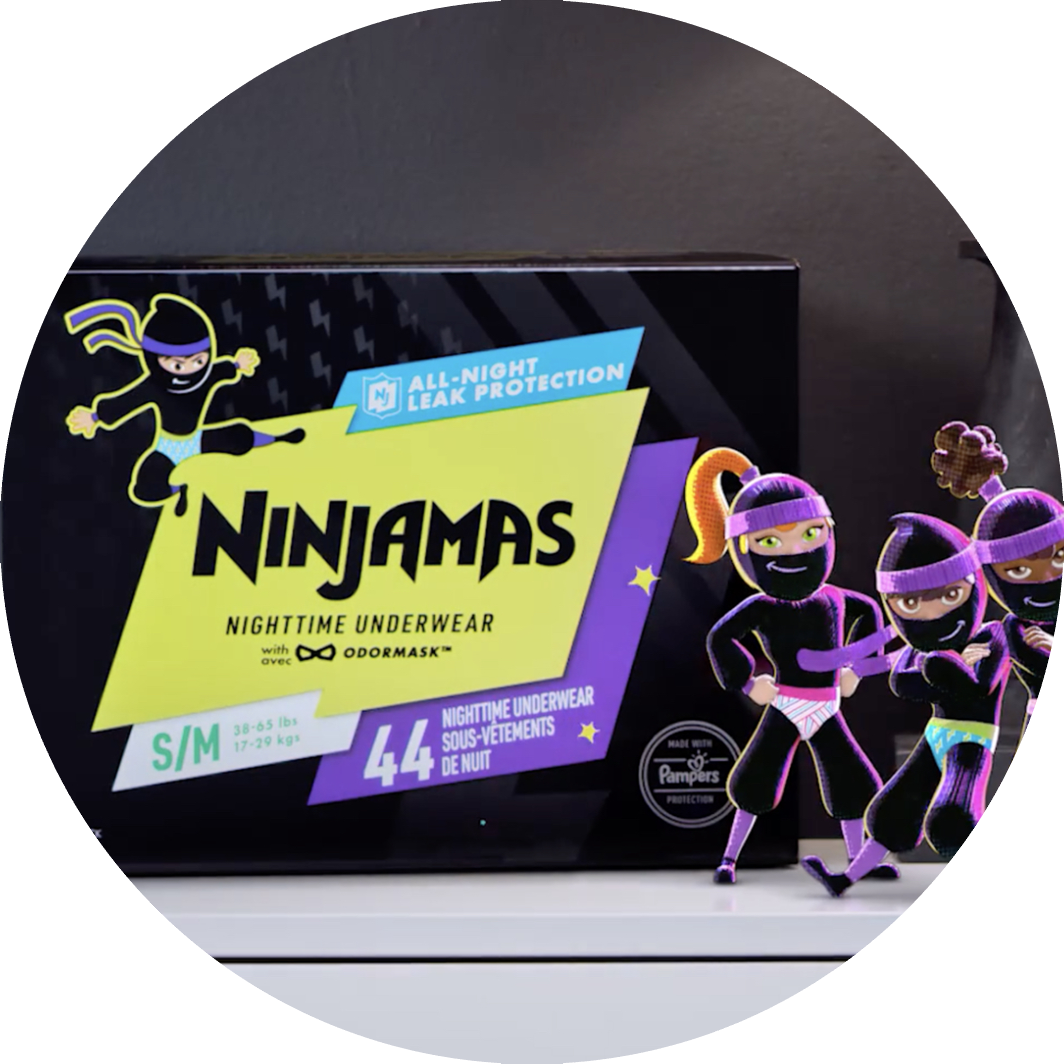 NJ
ALL-NIGHT
LEAK PROTECTION
NINJAMAS
NIGHTTIME UNDERWEAR
with
avec
ODORMASK™
S/M
38-65 lbs
17-29 kgs
44
NIGHTTIME UNDERWEAR
SOUS-VÊTEMENTS
DE NUIT
MADE WITH
Pampers
PROTECTION